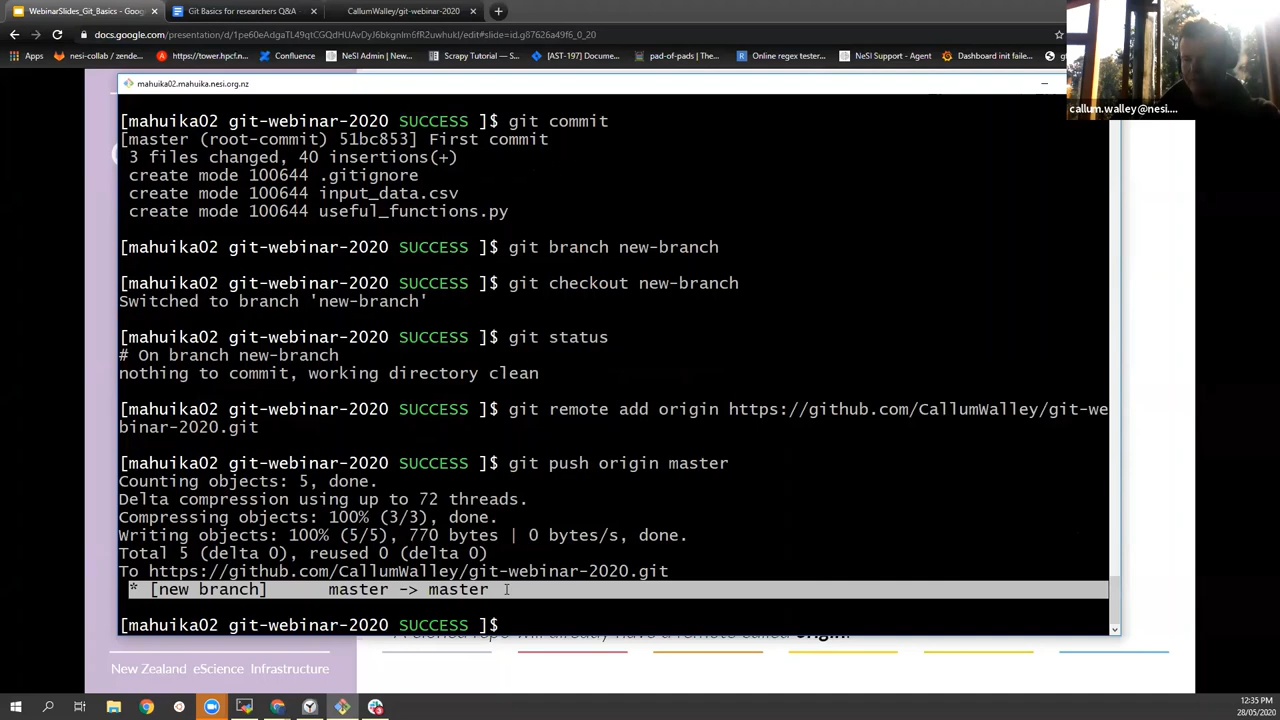 WebinarSlides_Git_Basics - ×
Git Basics for researchers Q&A ×
CallumWalley/git-webinar-2020 ×
docs.google.com/presentation/d/1pe60eAdgaTL49qtCGQdHUAvDyJ6bkgnIm6fR2uwhukI/edit#slide=id.g87626a49f6_0_20
Apps
nesi-collab / zende...
https://tower.hpcf.n...
NeSI Admin | New...
Confluence
Scrapy Tutorial —...
[AST-197] Document...
pad-of-pads | The...
Online regex tester...
NeSI Support - Agent
Dashboard init faile...
callum.walley@nesi....
mahuika02.mahuika.nesi.org.nz
[mahuika02 git-webinar-2020 SUCCESS ]$ git commit
[master (root-commit) 51bc853] First commit
3 files changed, 40 insertions(+)
create mode 100644 .gitignore
create mode 100644 input_data.csv
create mode 100644 useful_functions.py
[mahuika02 git-webinar-2020 SUCCESS ]$ git branch new-branch
[mahuika02 git-webinar-2020 SUCCESS ]$ git checkout new-branch
Switched to branch 'new-branch'
[mahuika02 git-webinar-2020 SUCCESS ]$ git status
# On branch new-branch
nothing to commit, working directory clean
[mahuika02 git-webinar-2020 SUCCESS ]$ git remote add origin https://github.com/CallumWalley/git-we
binar-2020.git
[mahuika02 git-webinar-2020 SUCCESS ]$ git push origin master
Counting objects: 5, done.
Delta compression using up to 72 threads.
Compressing objects: 100% (3/3), done.
Writing objects: 100% (5/5), 770 bytes | 0 bytes/s, done.
Total 5 (delta 0), reused 0 (delta 0)
To https://github.com/CallumWalley/git-webinar-2020.git
* [new branch] master -> master
[mahuika02 git-webinar-2020 SUCCESS ]$
repo will already have a remote called origin.
New Zealand eScience Infrastructure
12:35 PM
28/05/2020